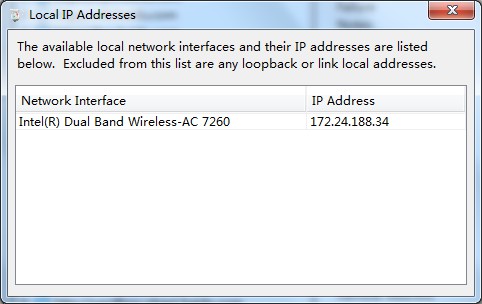 Local IP Addresses
The available local network interfaces and their IP addresses are listed
below.  Excluded from this list are any loopback or link local addresses.
Network Interface IP Address
Intel(R) Dual Band Wireless-AC 7260 172.24.188.34